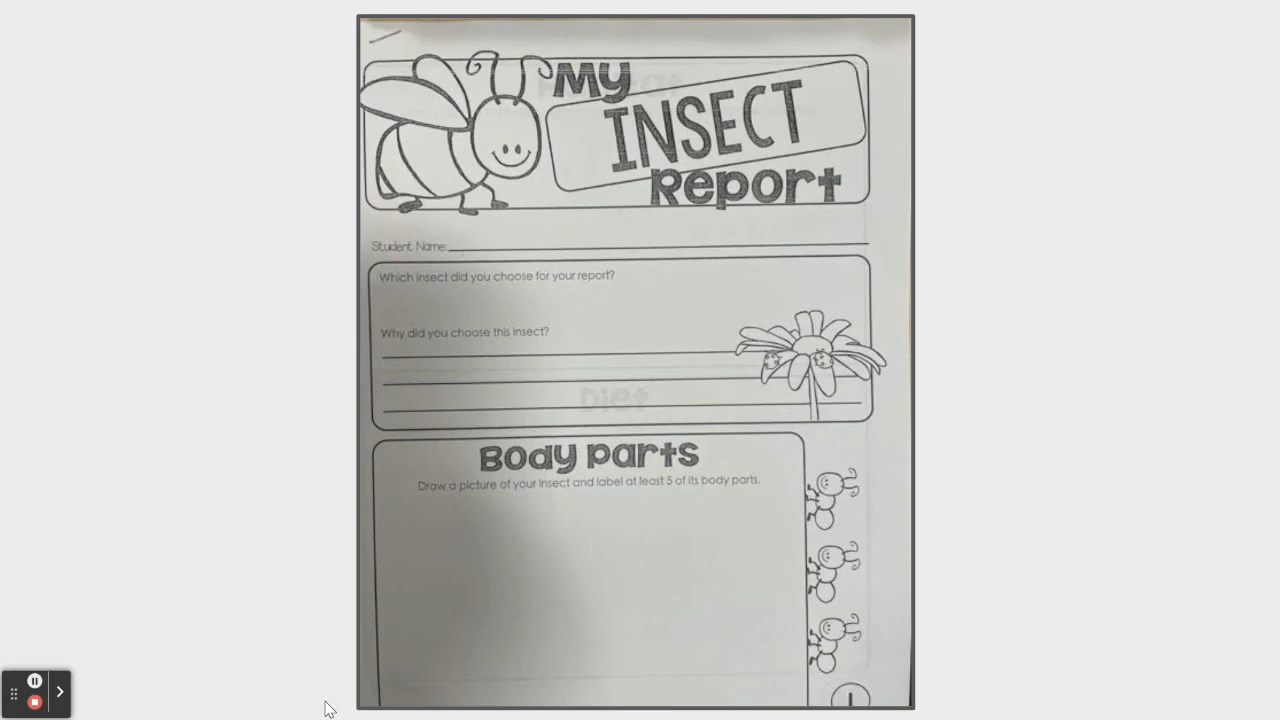 My
INSECT
Report
Student Name:
Which insect did you choose for your report?
Why did you choose this insect?
Diet
Body parts
Draw a picture of your insect and label at least 5 of its body parts.
1